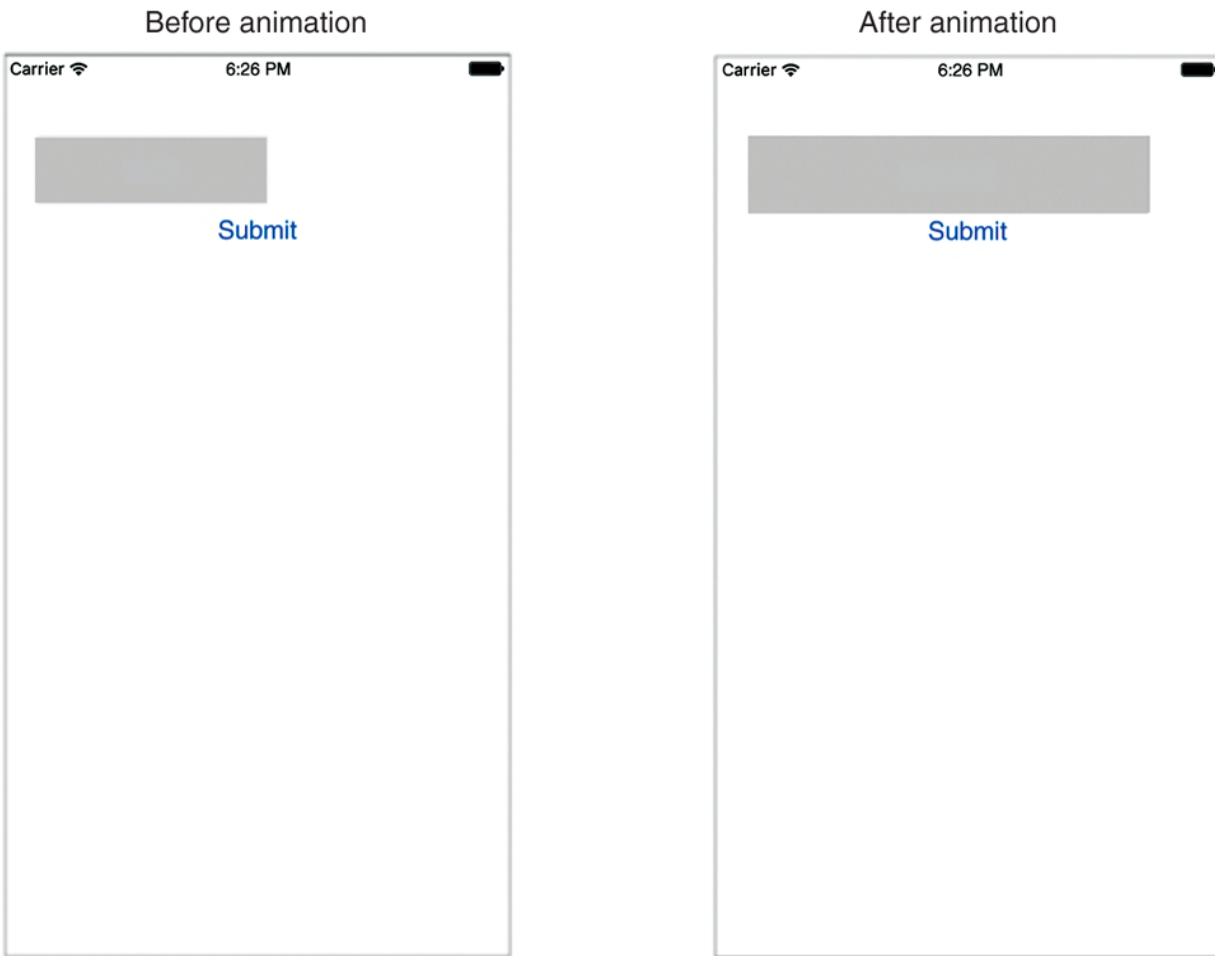 Before animation
Carrier 6:26 PM
Submit
After animation
Carrier 6:26 PM
Submit